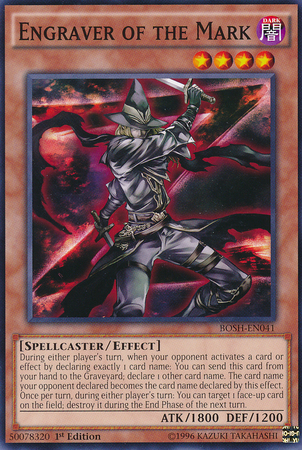 ENGRAVER OF THE MARK
DARK
闇
BOSH-EN041
[SPELLCASTER/EFFECT]
During either player's turn, when your opponent activates a card or
effect by declaring exactly 1 card name: You can send this card from
your hand to the Graveyard; declare 1 other card name. The card name
your opponent declared becomes the card name declared by this effect.
Once per turn, during either player's turn: You can target 1 face-up card
on the field; destroy it during the End Phase of the next turn.
ATK/1800 DEF/1200
50078320 1st Edition ©1996 KAZUKI TAKAHASHI